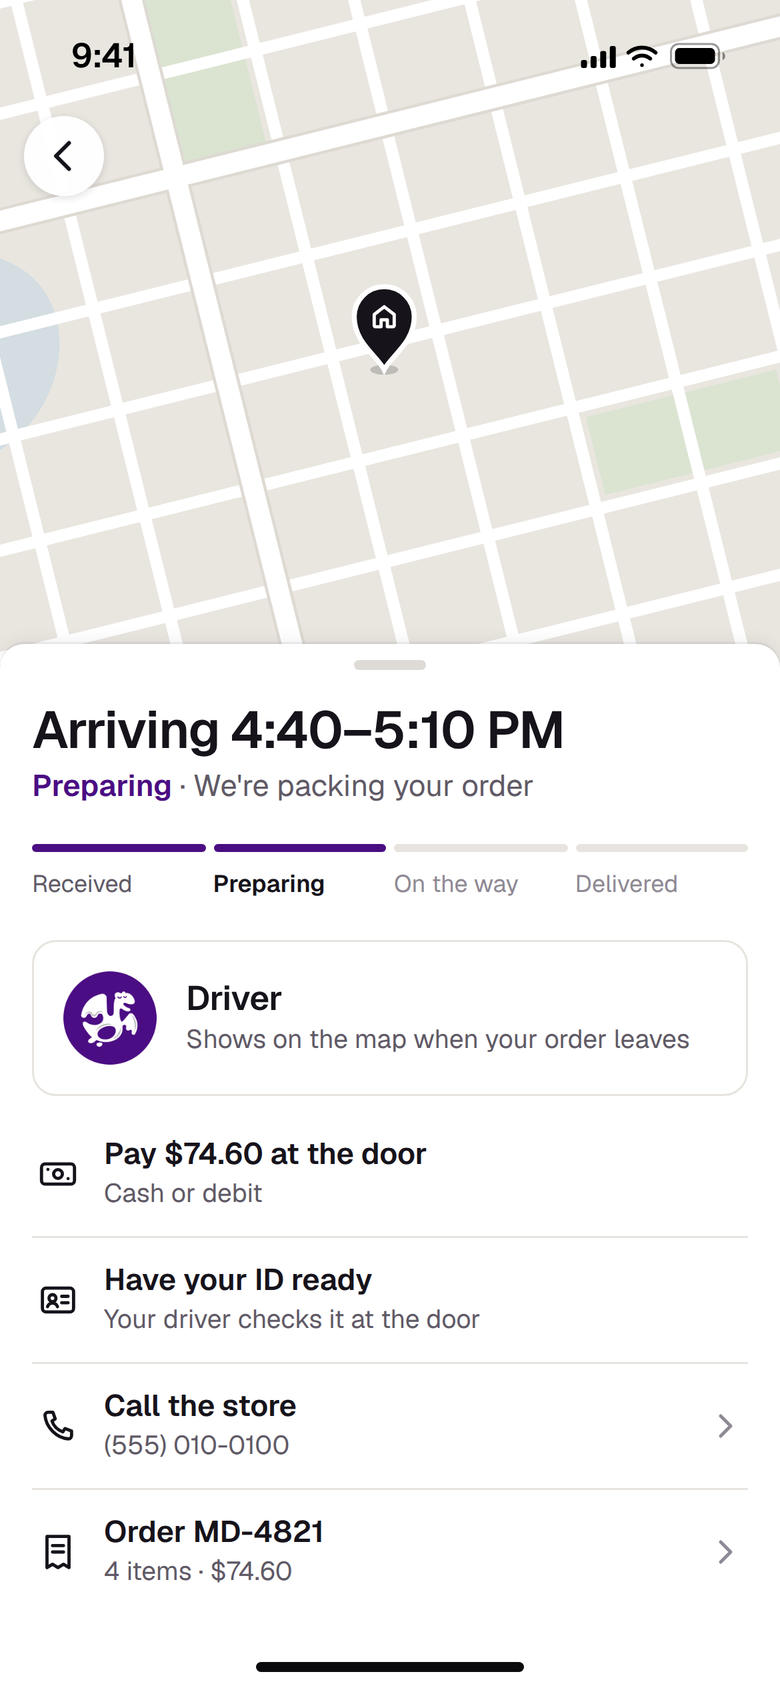 9:41
Arriving 4:40–5:10 PM
Preparing · We're packing your order
Received Preparing On the way Delivered
Driver
Shows on the map when your order leaves
Pay $74.60 at the door
Cash or debit
Have your ID ready
Your driver checks it at the door
Call the store
(555) 010-0100
Order MD-4821
4 items · $74.60